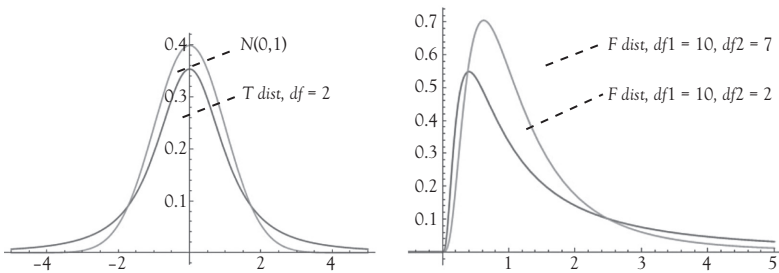 0.4
N(0,1)
0.3
T dist, df = 2
0.2
0.1
-4 -2 2 4
0.7
F dist, df1 = 10, df2 = 7
0.6
0.5
F dist, df1 = 10, df2 = 2
0.4
0.3
0.2
0.1
1 2 3 4 5